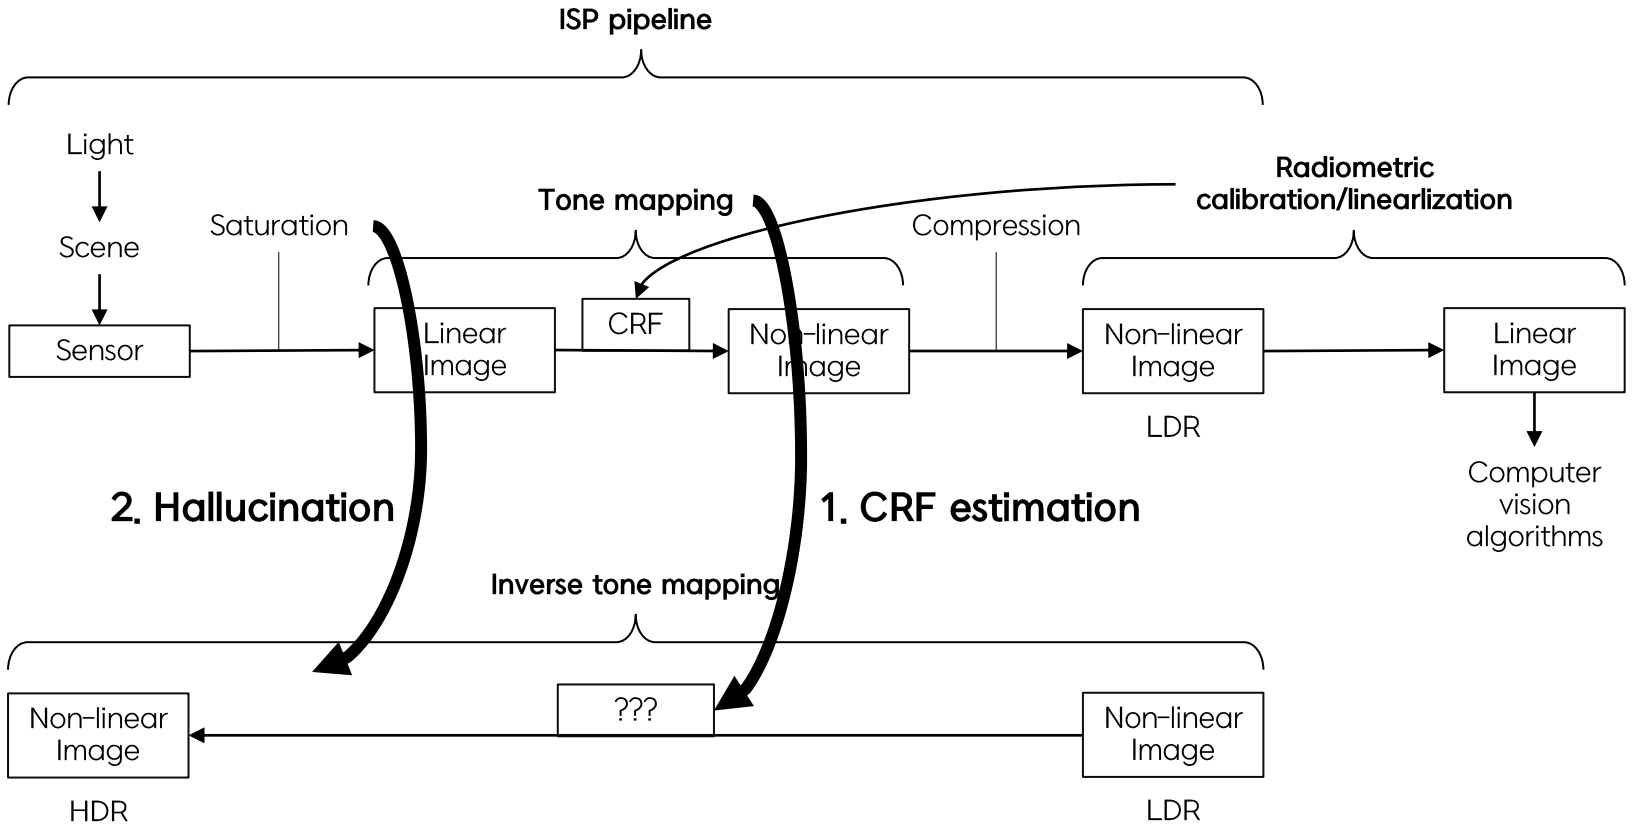 ISP pipeline
Light
Scene
Sensor
Saturation
Linear
Image
Tone mapping
CRF
Non-linear
Image
Compression
Radiometric
calibration/linearlization
Non-linear
Image
LDR
Linear
Image
Computer
vision
algorithms
2. Hallucination
1. CRF estimation
Inverse tone mapping
Non-linear
Image
HDR
???
Non-linear
Image
LDR